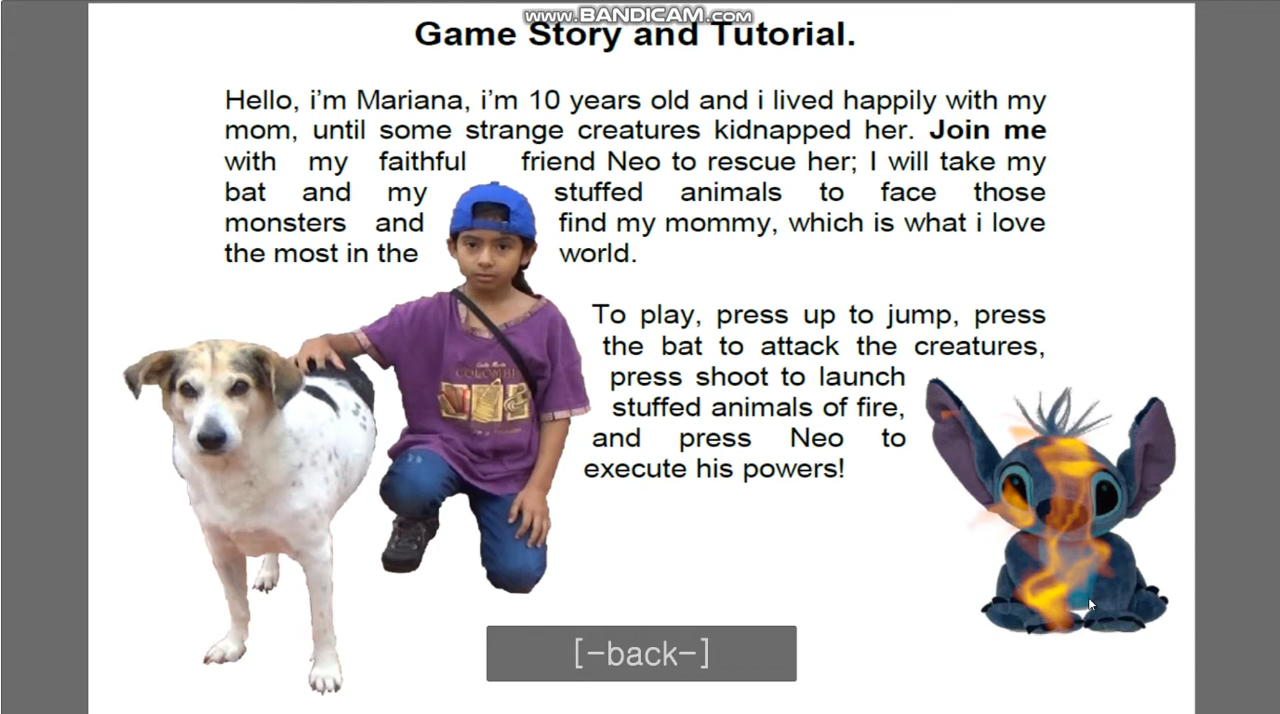 www.BANDICAM.com
Game Story and Tutorial.
Hello, i'm Mariana, i'm 10 years old and i lived happily with my
mom, until some strange creatures kidnapped her. Join me
with my faithful friend Neo to rescue her; I will take my
bat and my stuffed animals to face those
monsters and find my mommy, which is what i love
the most in the world.
To play, press up to jump, press
the bat to attack the creatures,
press shoot to launch
stuffed animals of fire,
and press Neo to
execute his powers!
COLOMBI
[-back-]